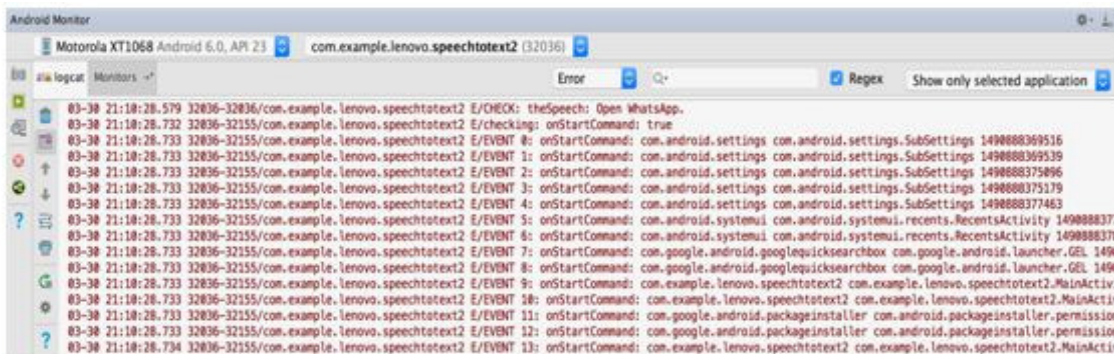 Android Monitor
Motorola XT1068 Android 6.0, API 23 com.example.lenovo.speechtotext2 (32036)
logcat Monitors Error Regex Show only selected application
03-30 21:10:28.579 32036-32036/com.example.lenovo.speechtotext2 E/CHECK: theSpeech: Open WhatsApp.
03-30 21:10:28.732 32036-32155/com.example.lenovo.speechtotext2 E/checking: onStartCommand: true
03-30 21:10:28.733 32036-32155/com.example.lenovo.speechtotext2 E/EVENT 0: onStartCommand: com.android.settings com.android.settings.SubSettings 1490888369516
03-30 21:10:28.733 32036-32155/com.example.lenovo.speechtotext2 E/EVENT 1: onStartCommand: com.android.settings com.android.settings.SubSettings 1490888369539
03-30 21:10:28.733 32036-32155/com.example.lenovo.speechtotext2 E/EVENT 2: onStartCommand: com.android.settings com.android.settings.SubSettings 1490888375096
03-30 21:10:28.733 32036-32155/com.example.lenovo.speechtotext2 E/EVENT 3: onStartCommand: com.android.settings com.android.settings.SubSettings 1490888375179
03-30 21:10:28.733 32036-32155/com.example.lenovo.speechtotext2 E/EVENT 4: onStartCommand: com.android.settings com.android.settings.SubSettings 1490888377463
03-30 21:10:28.733 32036-32155/com.example.lenovo.speechtotext2 E/EVENT 5: onStartCommand: com.android.systemui com.android.systemui.recents.RecentsActivity
03-30 21:10:28.733 32036-32155/com.example.lenovo.speechtotext2 E/EVENT 6: onStartCommand: com.android.systemui com.android.systemui.recents.RecentsActivity
03-30 21:10:28.733 32036-32155/com.example.lenovo.speechtotext2 E/EVENT 7: onStartCommand: com.google.android.googlequicksearchbox com.google.android.launcher.GEL
03-30 21:10:28.733 32036-32155/com.example.lenovo.speechtotext2 E/EVENT 8: onStartCommand: com.google.android.googlequicksearchbox com.google.android.launcher.GEL
03-30 21:10:28.733 32036-32155/com.example.lenovo.speechtotext2 E/EVENT 9: onStartCommand: com.example.lenovo.speechtotext2 com.example.lenovo.speechtotext2.MainActiv
03-30 21:10:28.733 32036-32155/com.example.lenovo.speechtotext2 E/EVENT 10: onStartCommand: com.example.lenovo.speechtotext2 com.example.lenovo.speechtotext2.MainActi
03-30 21:10:28.733 32036-32155/com.example.lenovo.speechtotext2 E/EVENT 11: onStartCommand: com.google.android.packageinstaller com.android.packageinstaller.permissio
03-30 21:10:28.733 32036-32155/com.example.lenovo.speechtotext2 E/EVENT 12: onStartCommand: com.google.android.packageinstaller com.android.packageinstaller.permissio
03-30 21:10:28.734 32036-32155/com.example.lenovo.speechtotext2 E/EVENT 13: onStartCommand: com.example.lenovo.speechtotext2 com.example.lenovo.speechtotext2.MainActi